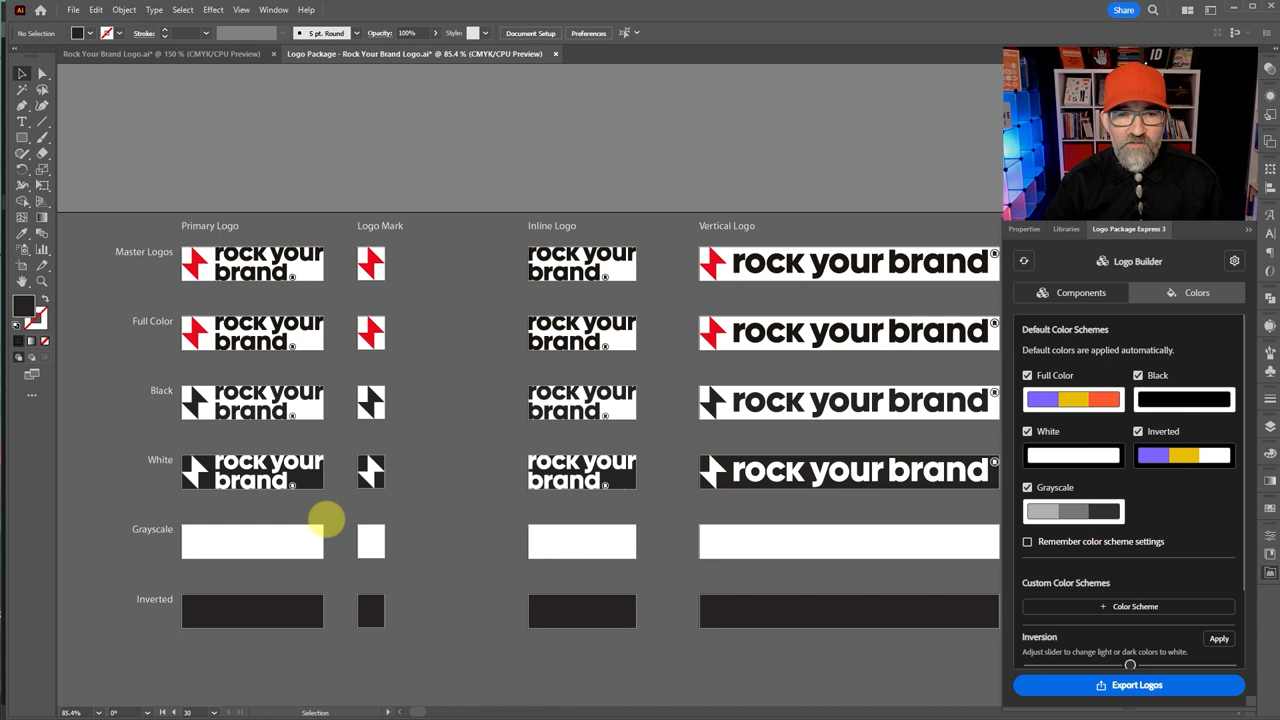 Ai File Edit Object Type Select Effect View Window Help Share
No Selection Stroke: 5 pt. Round Opacity: 100% Style: Document Setup Preferences
Rock Your Brand Logo.ai* @ 150 % (CMYK/CPU Preview) × Logo Package - Rock Your Brand Logo.ai* @ 85.4 % (CMYK/CPU Preview) ×
Primary Logo Logo Mark Inline Logo Vertical Logo
Master Logos
rock your
brand®
rock your
brand®
rock your brand®
Full Color
rock your
brand®
rock your
brand®
rock your brand®
Black
rock your
brand®
rock your
brand®
rock your brand®
White
rock your
brand®
rock your
brand®
rock your brand®
Grayscale
Inverted
ID
Properties Libraries Logo Package Express 3
Logo Builder
Components Colors
Default Color Schemes
Default colors are applied automatically.
Full Color Black
White Inverted
Grayscale
Remember color scheme settings
Custom Color Schemes
+ Color Scheme
Inversion Apply
Adjust slider to change light or dark colors to white.
Export Logos
85.4% 0° 30 Selection